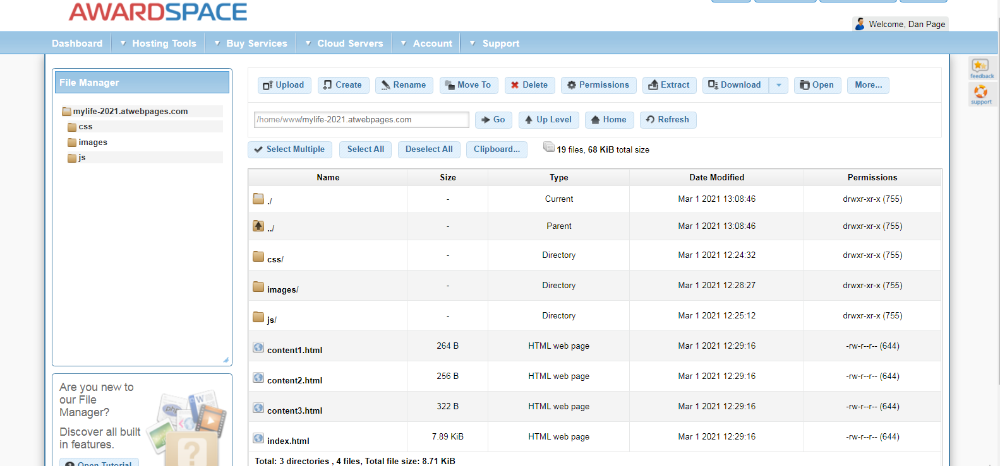 AWARDSPACE
Welcome, Dan Page
Dashboard Hosting Tools Buy Services Cloud Servers Account Support
feedback
support
File Manager
mylife-2021.atwebpages.com
css
images
js
Upload Create Rename Move To Delete Permissions Extract Download Open More...
/home/www/mylife-2021.atwebpages.com Go Up Level Home Refresh
Select Multiple Select All Deselect All Clipboard... 19 files, 68 KiB total size
Name Size Type Date Modified Permissions
./ - Current Mar 1 2021 13:08:46 drwxr-xr-x (755)
../ - Parent Mar 1 2021 13:08:46 drwxr-xr-x (755)
css/ - Directory Mar 1 2021 12:24:32 drwxr-xr-x (755)
images/ - Directory Mar 1 2021 12:28:27 drwxr-xr-x (755)
js/ - Directory Mar 1 2021 12:25:12 drwxr-xr-x (755)
content1.html 264 B HTML web page Mar 1 2021 12:29:16 -rw-r--r-- (644)
content2.html 256 B HTML web page Mar 1 2021 12:29:16 -rw-r--r-- (644)
content3.html 322 B HTML web page Mar 1 2021 12:29:16 -rw-r--r-- (644)
index.html 7.89 KiB HTML web page Mar 1 2021 12:29:16 -rw-r--r-- (644)
Total: 3 directories , 4 files, Total file size: 8.71 KiB
Are you new to
our File
Manager?
Discover all built
in features.
php
W
?
Open Tutorial